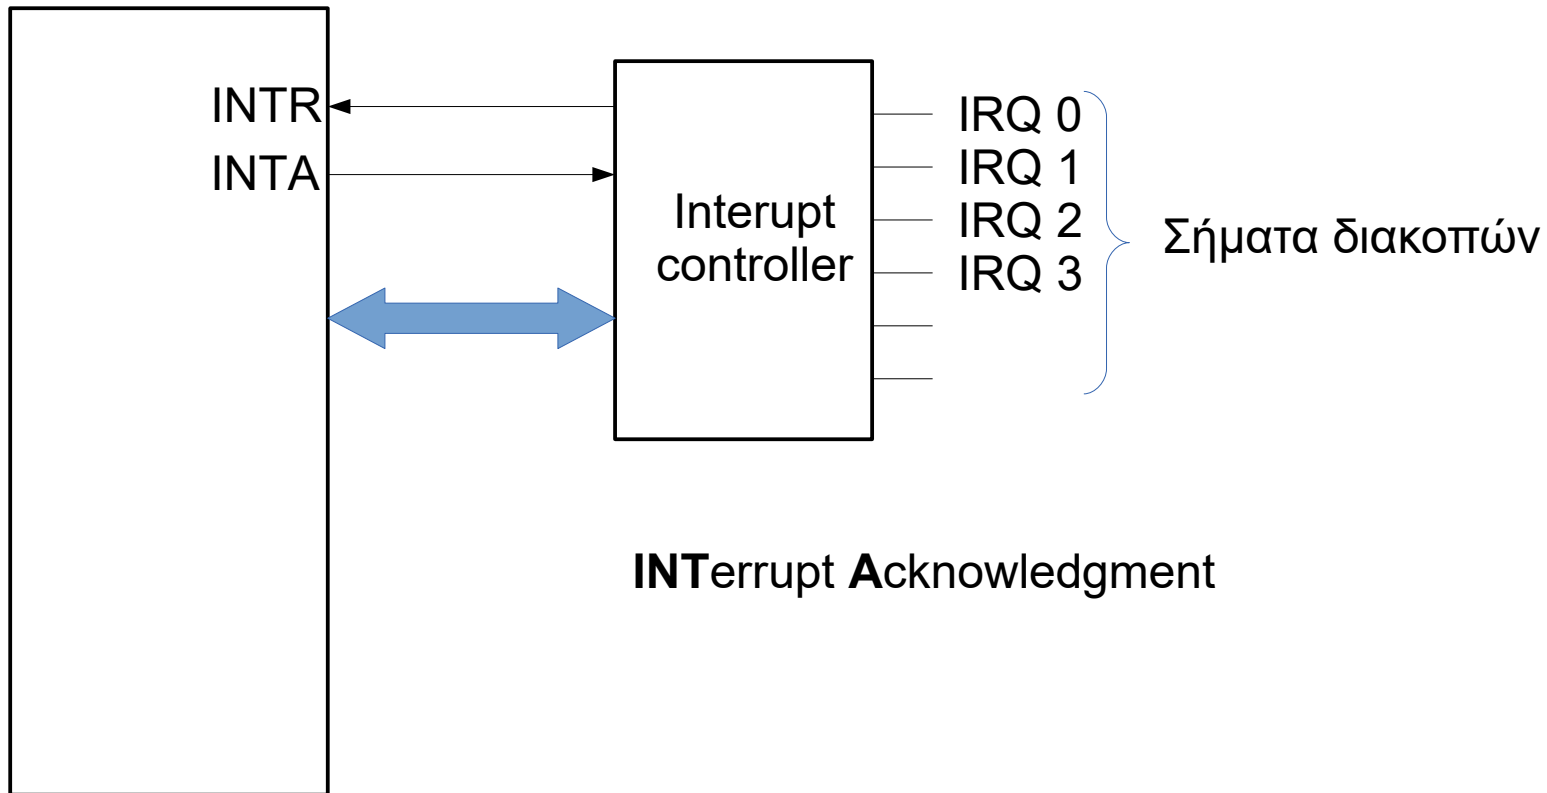 INTR
INTA
Interupt
controller
IRQ 0
IRQ 1
IRQ 2
IRQ 3
Σήματα διακοπών
INTerrupt Acknowledgment